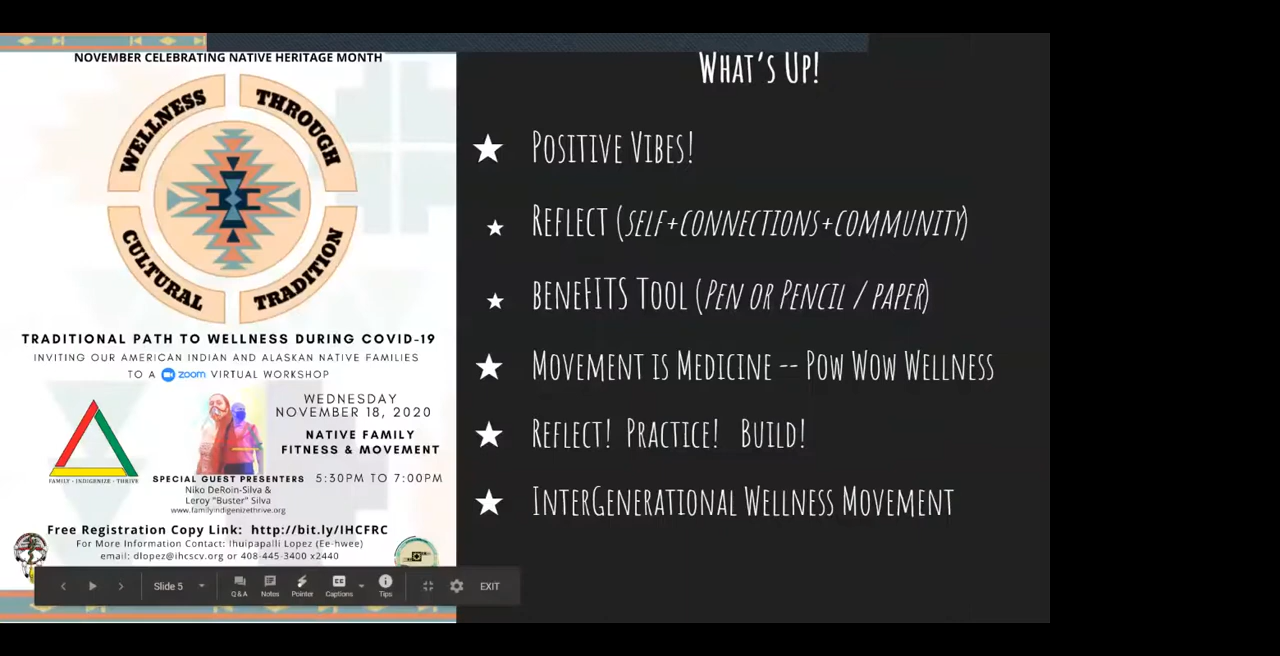 NOVEMBER CELEBRATING NATIVE HERITAGE MONTH
WELLNESS THROUGH
CULTURAL TRADITION
TRADITIONAL PATH TO WELLNESS DURING COVID-19
INVITING OUR AMERICAN INDIAN AND ALASKAN NATIVE FAMILIES
TO A zoom VIRTUAL WORKSHOP
WEDNESDAY
NOVEMBER 18, 2020
NATIVE FAMILY
FITNESS & MOVEMENT
5:30PM TO 7:00PM
FAMILY - INDIGENIZE - THRIVE
SPECIAL GUEST PRESENTERS
Niko DeRoin-Silva &
Leroy "Buster" Silva
www.familyindigenizethrive.org
Free Registration Copy Link: http://bit.ly/IHCFRC
For More Information Contact: Ihuipapalli Lopez (Ee-hwee)
email: dlopez@ihcscv.org or 408-445-3400 x2440
Slide 5
Q & A
Notes
Pointer
CC
Captions
Tips
EXIT
WHAT'S UP!
POSITIVE VIBES!
REFLECT (SELF+CONNECTIONS+COMMUNITY)
BENEFITS TOOL (PEN OR PENCIL / PAPER)
MOVEMENT IS MEDICINE -- POW WOW WELLNESS
REFLECT! PRACTICE! BUILD!
INTERGENERATIONAL WELLNESS MOVEMENT